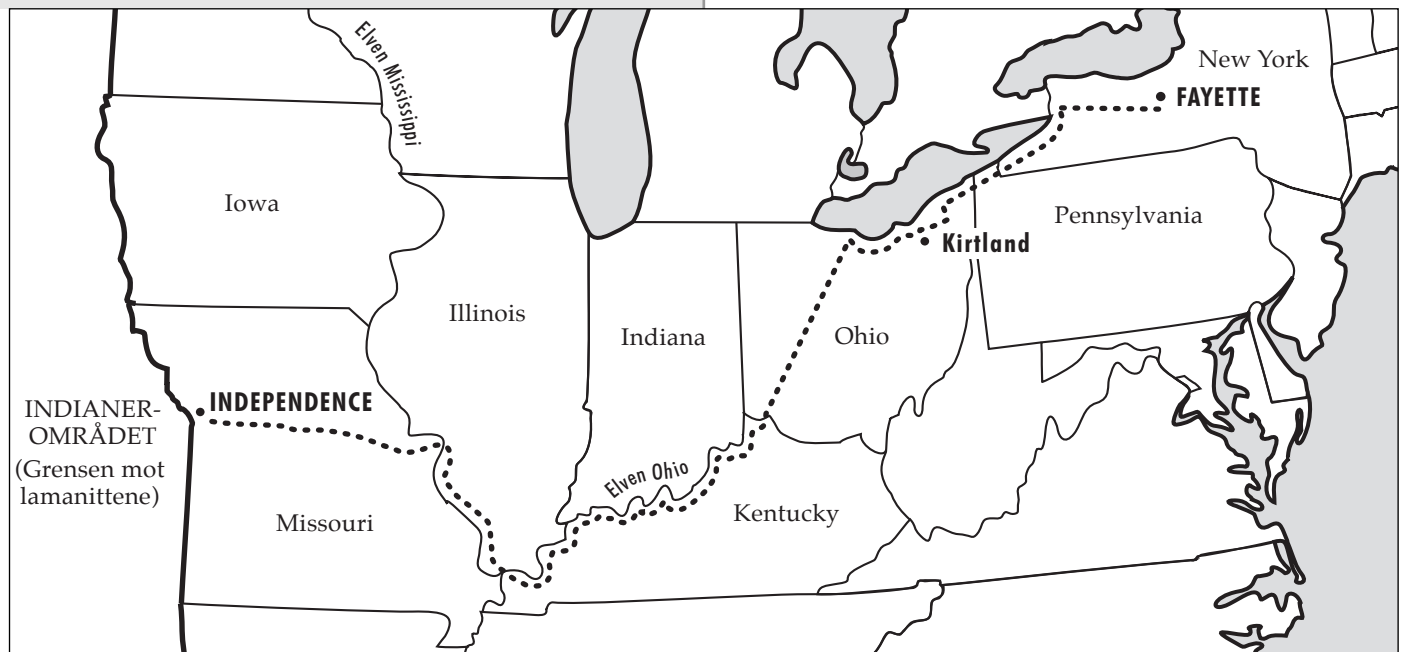 Elven Mississippi
New York
FAYETTE
Iowa
Pennsylvania
Kirtland
Illinois
Indiana
Ohio
INDEPENDENCE
INDIANER-
OMRÅDET
(Grensen mot
lamanittene)
Elven Ohio
Missouri
Kentucky